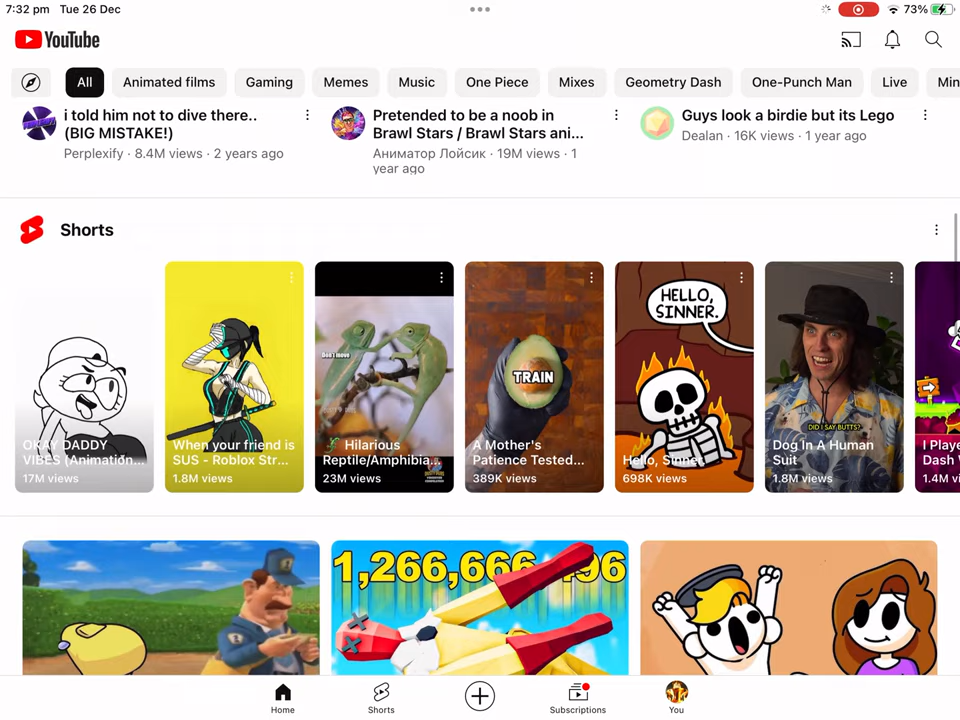 7:32 pm Tue 26 Dec
73%
YouTube
All Animated films Gaming Memes Music One Piece Mixes Geometry Dash One-Punch Man Live Min
i told him not to dive there..
(BIG MISTAKE!)
Perplexify · 8.4M views · 2 years ago
Pretended to be a noob in
Brawl Stars / Brawl Stars ani...
Аниматор Лойсик · 19M views · 1
year ago
Guys look a birdie but its Lego
Dealan · 16K views · 1 year ago
Shorts
OKAY DADDY
VIBES (Animation...
17M views
When your friend is
SUS - Roblox Str...
1.8M views
Don't move
Hilarious
Reptile/Amphibia...
23M views
TRAIN
A Mother's
Patience Tested...
389K views
HELLO,
SINNER.
Hello, Sinner
698K views
DID I SAY BUTTS?
Dog In A Human
Suit
1.8M views
I Playe
Dash
1.4M vi
Home Shorts Subscriptions You